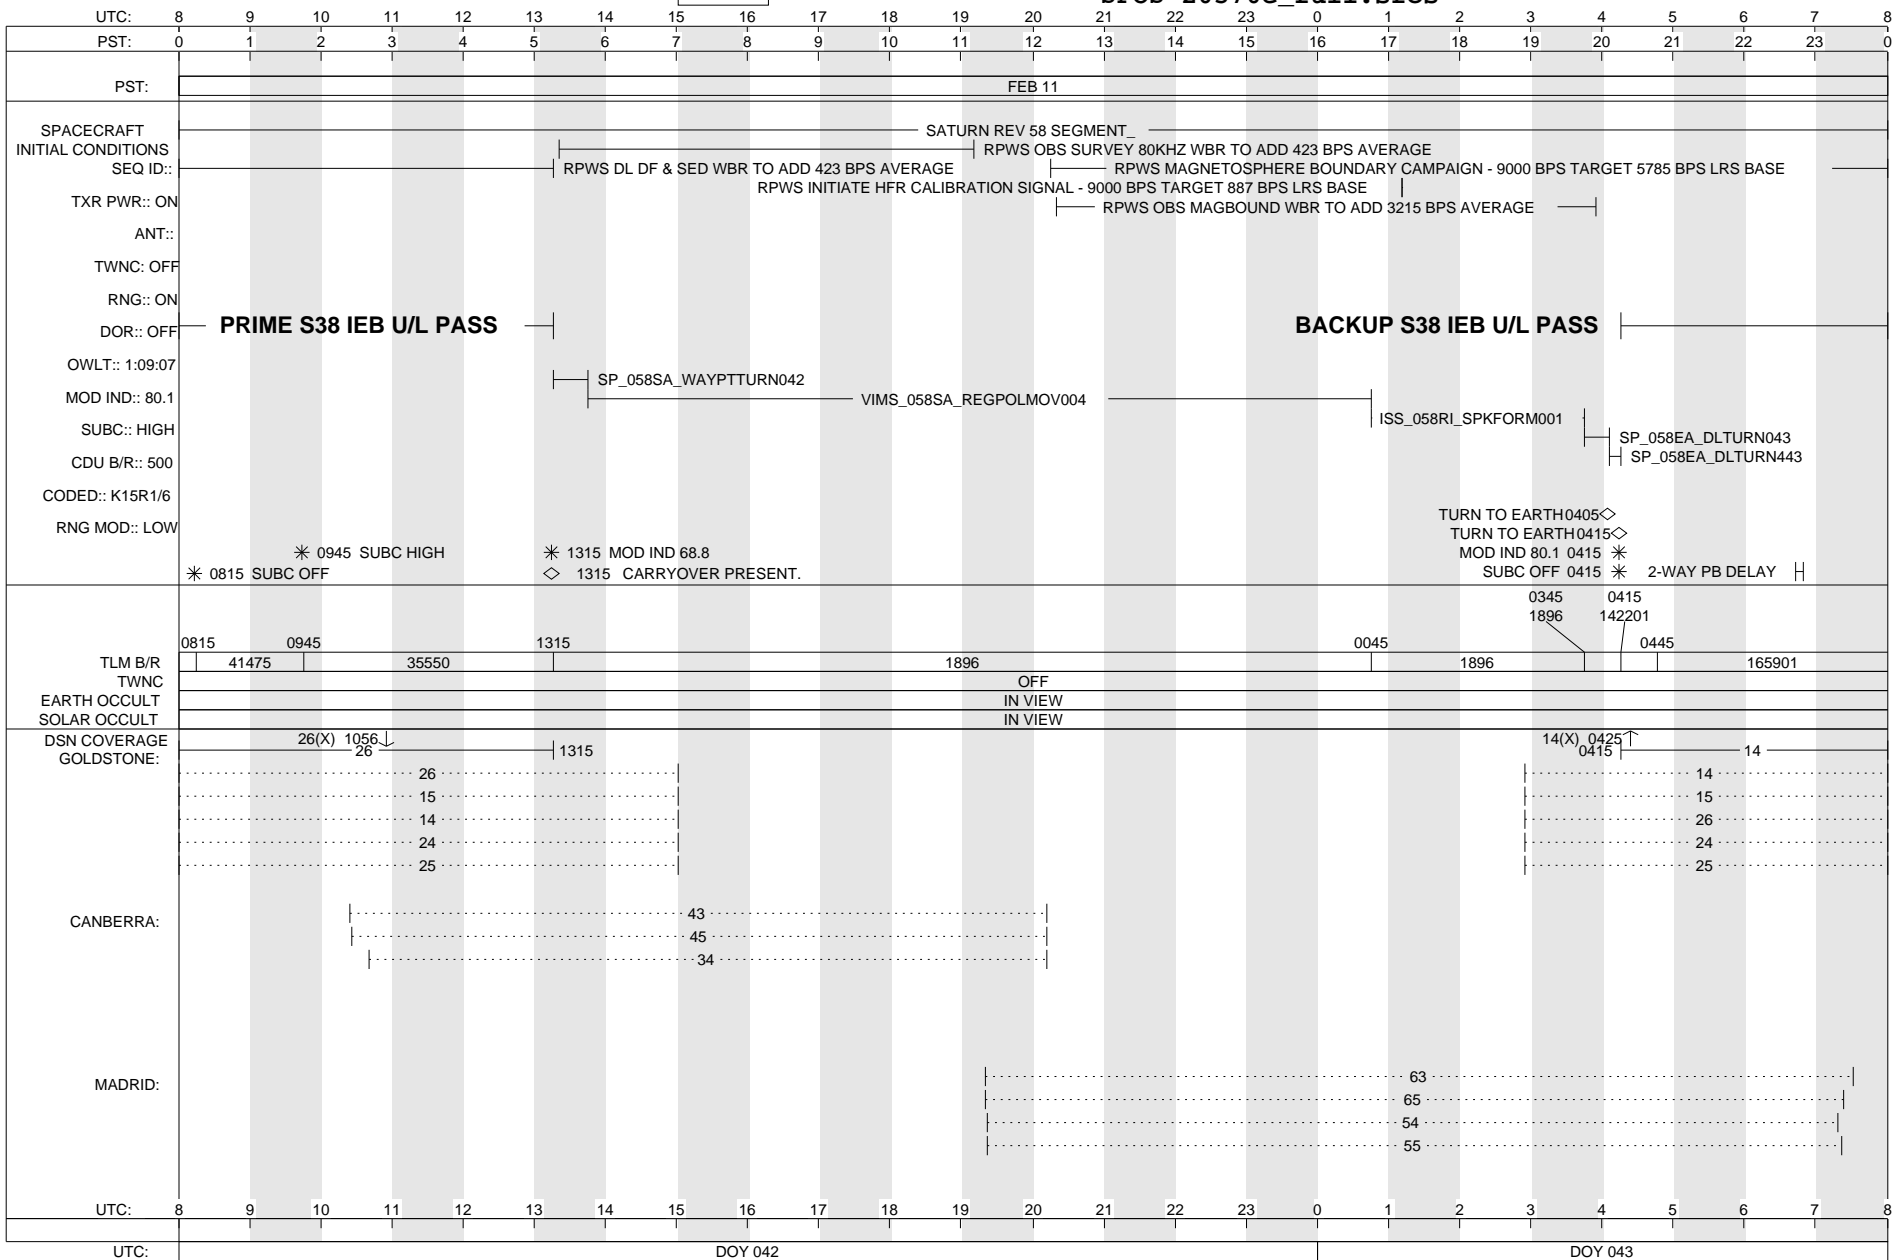 UTC: 8 9 10 11 12 13 14 15 16 17 18 19 20 21 22 23 0 1 2 3 4 5 6 7 8
PST: 0 1 2 3 4 5 6 7 8 9 10 11 12 13 14 15 16 17 18 19 20 21 22 23 0
PST: FEB 11
SPACECRAFT SATURN REV 58 SEGMENT_
INITIAL CONDITIONS RPWS OBS SURVEY 80KHZ WBR TO ADD 423 BPS AVERAGE
SEQ ID:: RPWS DL DF & SED WBR TO ADD 423 BPS AVERAGE RPWS MAGNETOSPHERE BOUNDARY CAMPAIGN - 9000 BPS TARGET 5785 BPS LRS BASE
RPWS INITIATE HFR CALIBRATION SIGNAL - 9000 BPS TARGET 887 BPS LRS BASE
TXR PWR:: ON RPWS OBS MAGBOUND WBR TO ADD 3215 BPS AVERAGE
ANT::
TWNC: OFF
RNG:: ON
DOR:: OFF PRIME S38 IEB U/L PASS BACKUP S38 IEB U/L PASS
OWLT:: 1:09:07
SP_058SA_WAYPTTURN042
MOD IND:: 80.1 VIMS_058SA_REGPOLMOV004
ISS_058RI_SPKFORM001
SUBC:: HIGH SP_058EA_DLTURN043
CDU B/R:: 500 SP_058EA_DLTURN443
CODED:: K15R1/6
TURN TO EARTH 0405
RNG MOD:: LOW TURN TO EARTH 0415
0945 SUBC HIGH 1315 MOD IND 68.8 MOD IND 80.1 0415
0815 SUBC OFF 1315 CARRYOVER PRESENT. SUBC OFF 0415 2-WAY PB DELAY
0345 0415
1896 142201
0815 0945 1315 0045 0445
TLM B/R 41475 35550 1896 1896 165901
TWNC OFF
EARTH OCCULT IN VIEW
SOLAR OCCULT IN VIEW
DSN COVERAGE 26(X) 1056 14(X) 0425
GOLDSTONE: 26 1315 0415 14
26 14
15 15
14 26
24 24
25 25
CANBERRA: 43
45
34
MADRID: 63
65
54
55
UTC: 8 9 10 11 12 13 14 15 16 17 18 19 20 21 22 23 0 1 2 3 4 5 6 7 8
UTC: DOY 042 DOY 043